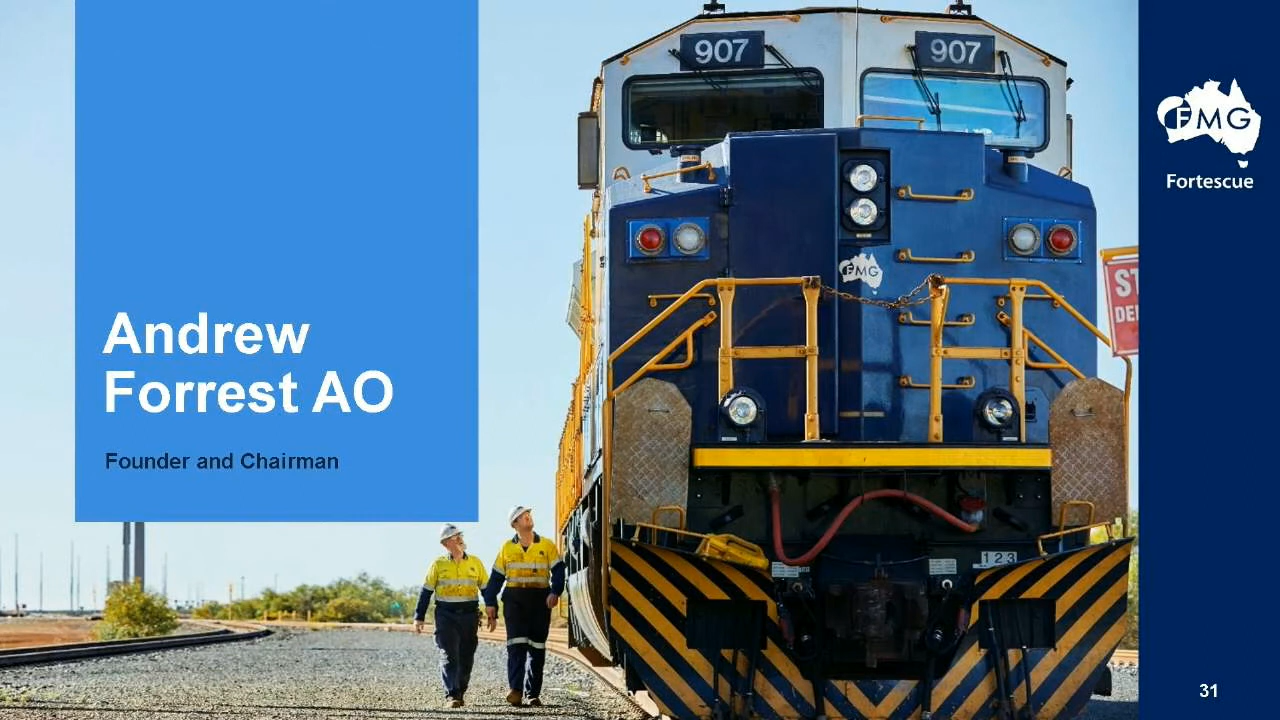 Andrew
Forrest AO
Founder and Chairman
907
907
FMG
123
FMG
Fortescue
31